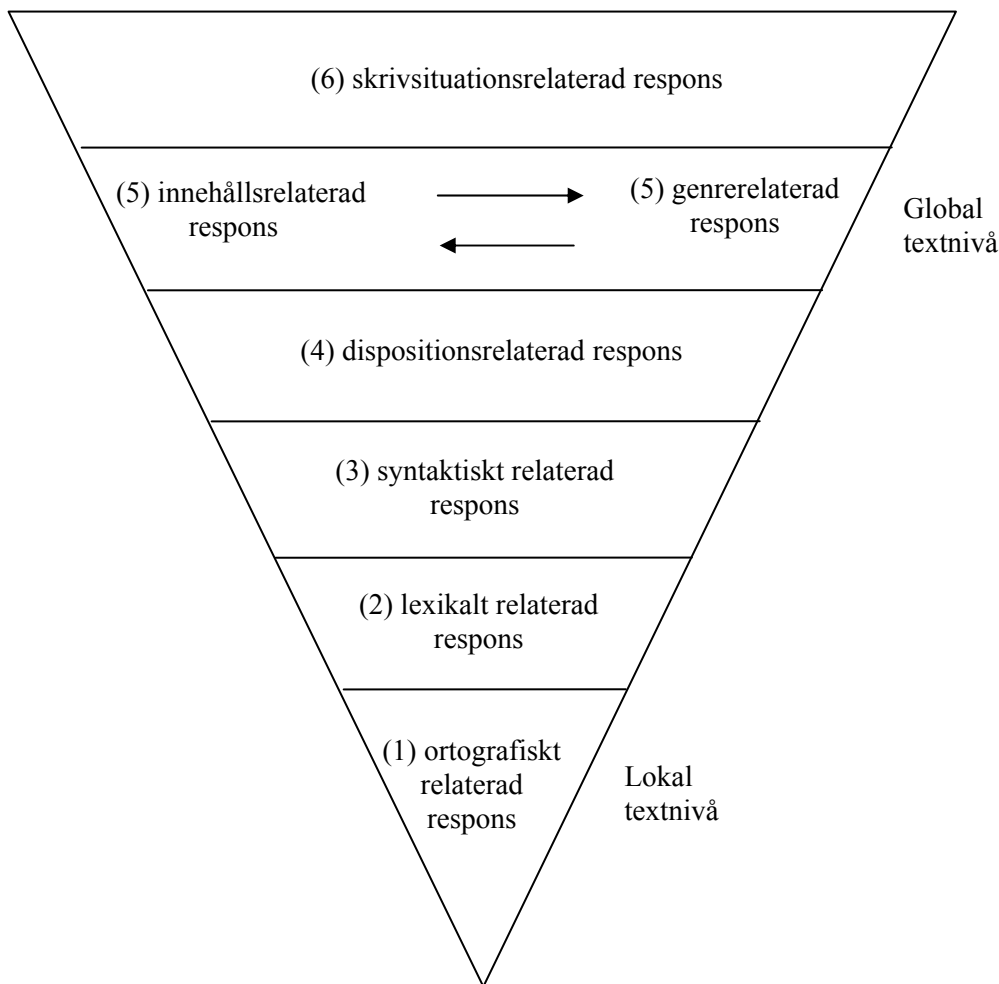 (6) skrivsituationsrelaterad respons
(5) innehållsrelaterad
respons
(5) genrerelaterad
respons
Global
textnivå
(4) dispositionsrelaterad respons
(3) syntaktiskt relaterad
respons
(2) lexikalt relaterad
respons
(1) ortografiskt
relaterad
respons
Lokal
textnivå